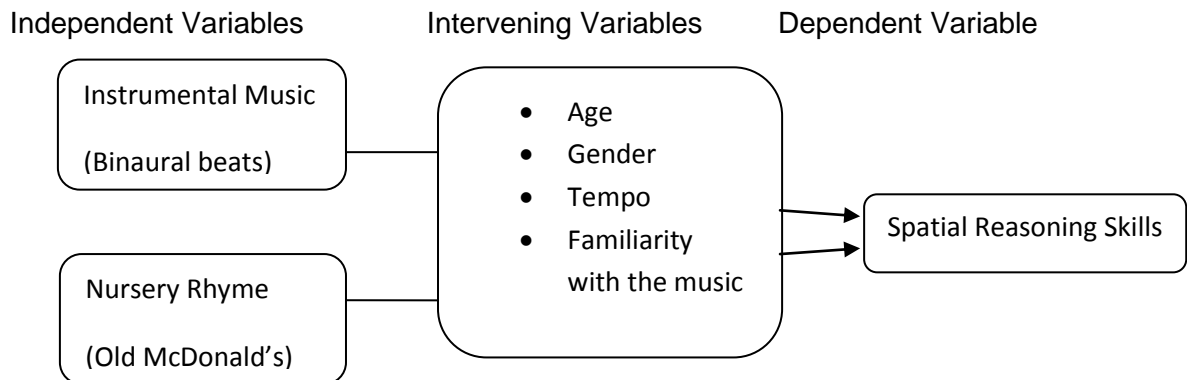 Independent Variables
Intervening Variables
Dependent Variable
Instrumental Music
(Binaural beats)
Nursery Rhyme
(Old McDonald's)
• Age
• Gender
• Tempo
• Familiarity
with the music
Spatial Reasoning Skills